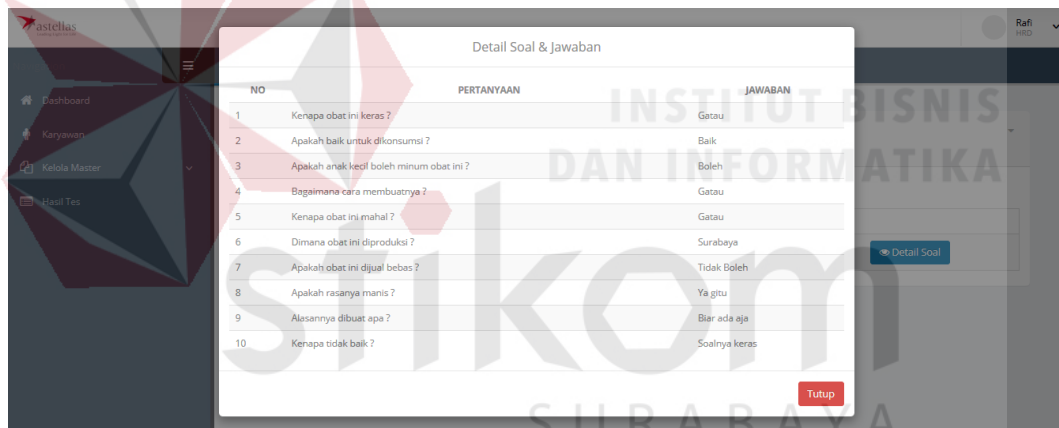 astellas
Rafi
HRD
Dashboard
Karyawan
Kelola Master
Hasil Tes
Detail Soal & Jawaban
NO PERTANYAAN JAWABAN
1 Kenapa obat ini keras ? Gatau
2 Apakah baik untuk dikonsumsi ? Baik
3 Apakah anak kecil boleh minum obat ini ? Boleh
4 Bagaimana cara membuatnya ? Gatau
5 Kenapa obat ini mahal ? Gatau
6 Dimana obat ini diproduksi ? Surabaya
7 Apakah obat ini dijual bebas ? Tidak Boleh
8 Apakah rasanya manis ? Ya gitu
9 Alasannya dibuat apa ? Biar ada aja
10 Kenapa tidak baik ? Soalnya keras
Detail Soal
Tutup
INSTITUT BISNIS
DAN INFORMATIKA
stikom
SURABAYA